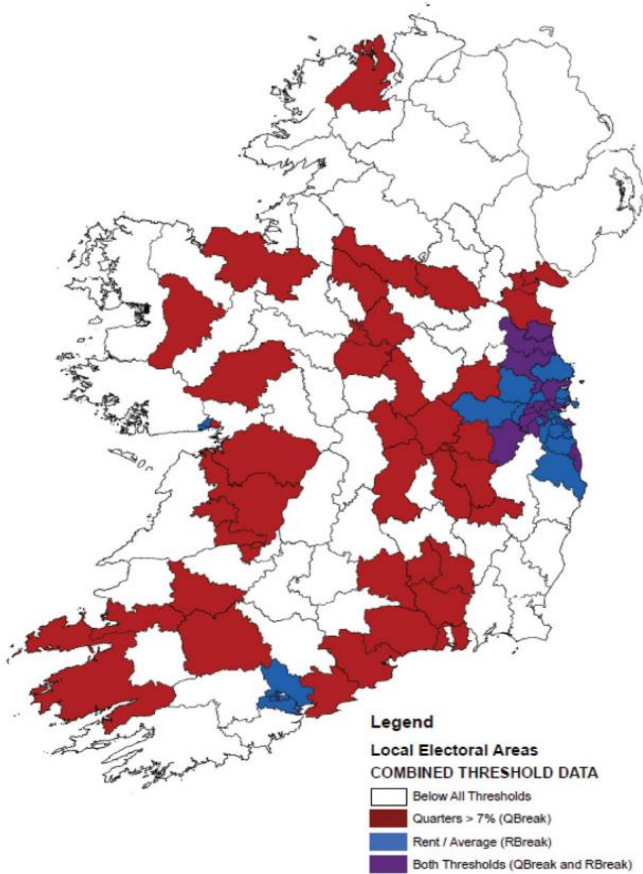 Legend
Local Electoral Areas
COMBINED THRESHOLD DATA
Below All Thresholds
Quarters > 7% (QBreak)
Rent / Average (RBreak)
Both Thresholds (QBreak and RBreak)